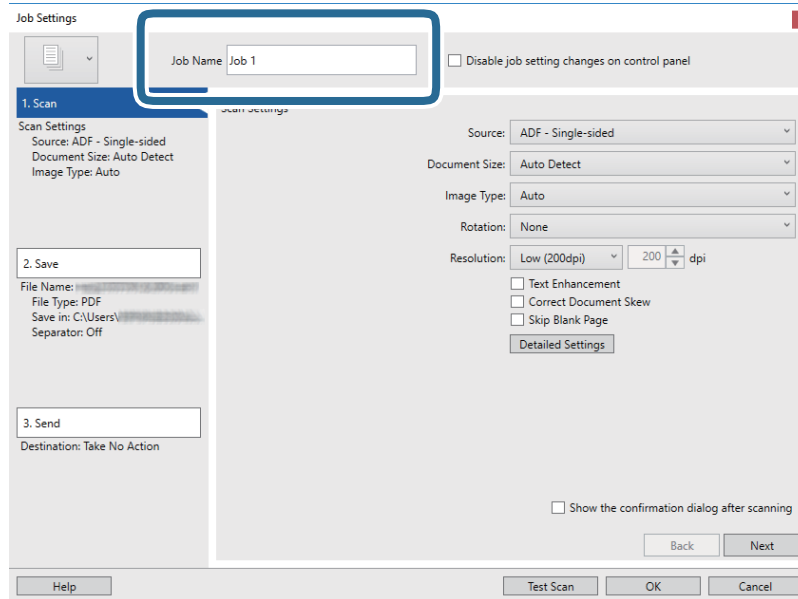 Job Settings
Job Name Job 1
Disable job setting changes on control panel
1. Scan
Scan Settings
Source: ADF - Single-sided
Document Size: Auto Detect
Image Type: Auto
2. Save
File Name:
File Type: PDF
Save in: C:\Users\
Separator: Off
3. Send
Destination: Take No Action
Scan Settings
Source: ADF - Single-sided
Document Size: Auto Detect
Image Type: Auto
Rotation: None
Resolution: Low (200dpi) 200 dpi
Text Enhancement
Correct Document Skew
Skip Blank Page
Detailed Settings
Show the confirmation dialog after scanning
Back Next
Help Test Scan OK Cancel